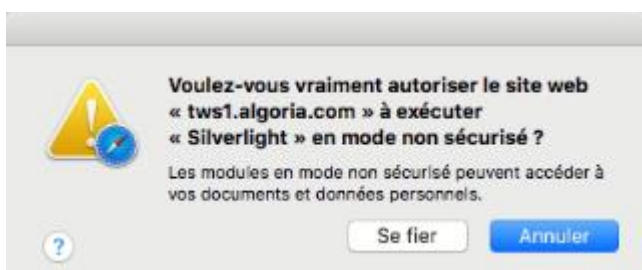 Voulez-vous vraiment autoriser le site web
« tws1.algoria.com » à exécuter
« Silverlight » en mode non sécurisé ?
Les modules en mode non sécurisé peuvent accéder à
vos documents et données personnels.
?
Se fier
Annuler